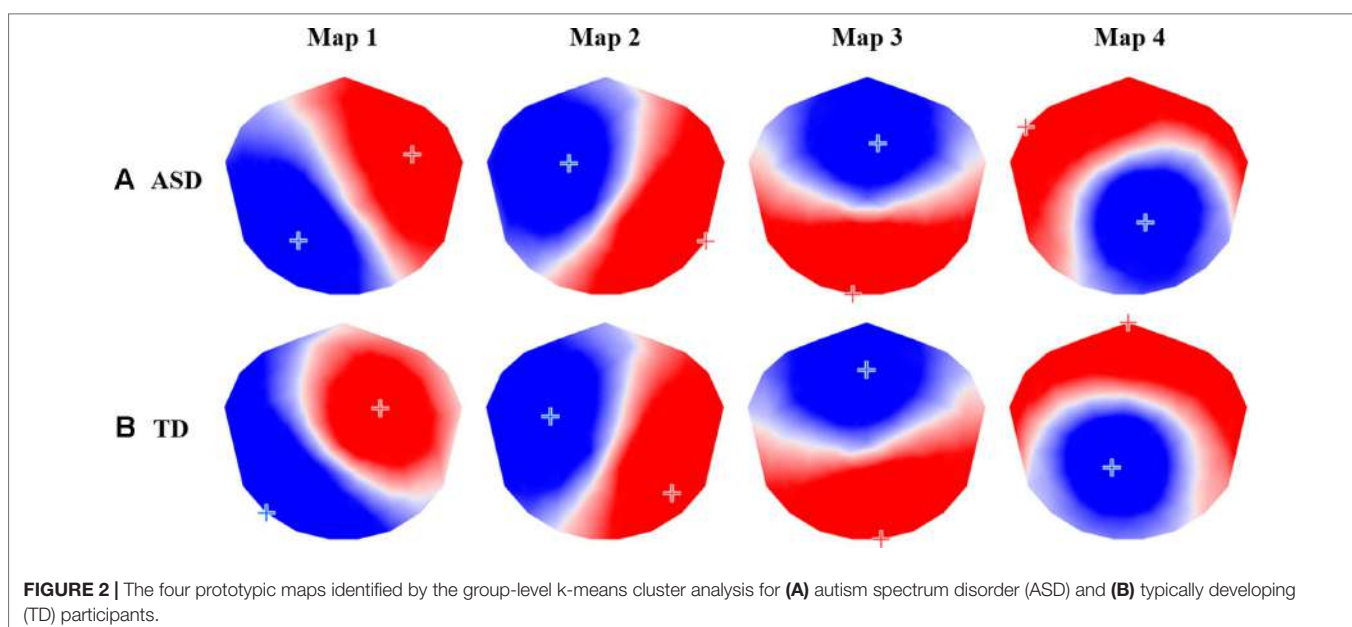 Map 1 Map 2 Map 3 Map 4
A ASD
B TD
FIGURE 2 | The four prototypic maps identified by the group-level k-means cluster analysis for (A) autism spectrum disorder (ASD) and (B) typically developing
(TD) participants.